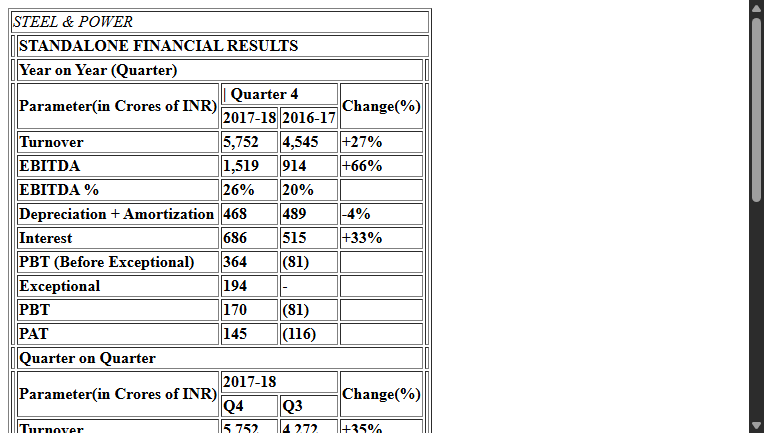 STEEL & POWER
STANDALONE FINANCIAL RESULTS
Year on Year (Quarter)
Parameter(in Crores of INR) | Quarter 4 Change(%)
2017-18 2016-17
Turnover 5,752 4,545 +27%
EBITDA 1,519 914 +66%
EBITDA % 26% 20%
Depreciation + Amortization 468 489 -4%
Interest 686 515 +33%
PBT (Before Exceptional) 364 (81)
Exceptional 194 -
PBT 170 (81)
PAT 145 (116)
Quarter on Quarter
Parameter(in Crores of INR) 2017-18 Change(%)
Q4 Q3
Turnover 5,752 4,272 +35%